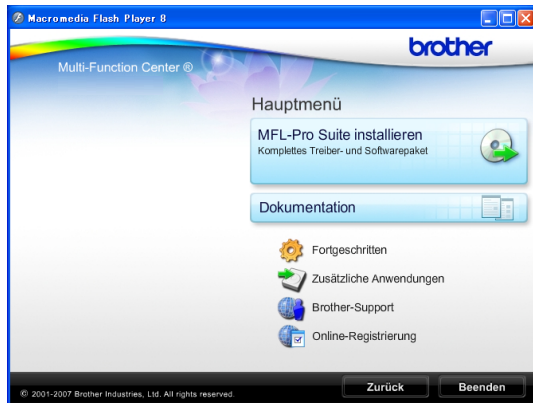 Macromedia Flash Player 8
brother
Multi-Function Center ®
Hauptmenü
MFL-Pro Suite installieren
Komplettes Treiber- und Softwarepaket
Dokumentation
Fortgeschritten
Zusätzliche Anwendungen
Brother-Support
Online-Registrierung
© 2001-2007 Brother Industries, Ltd. All rights reserved.
Zurück
Beenden